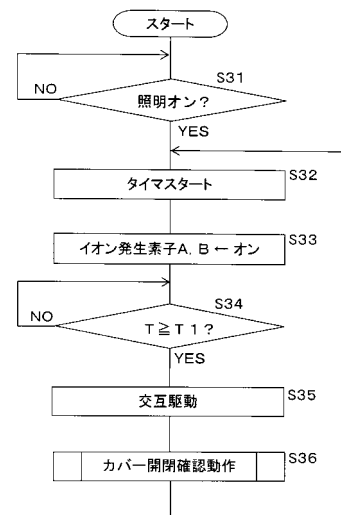 スタート
S31
照明オン?
NO
YES
S32
タイマスタート
S33
イオン発生素子A,B ← オン
S34
T≧T1?
NO
YES
S35
交互駆動
S36
カバー開閉確認動作